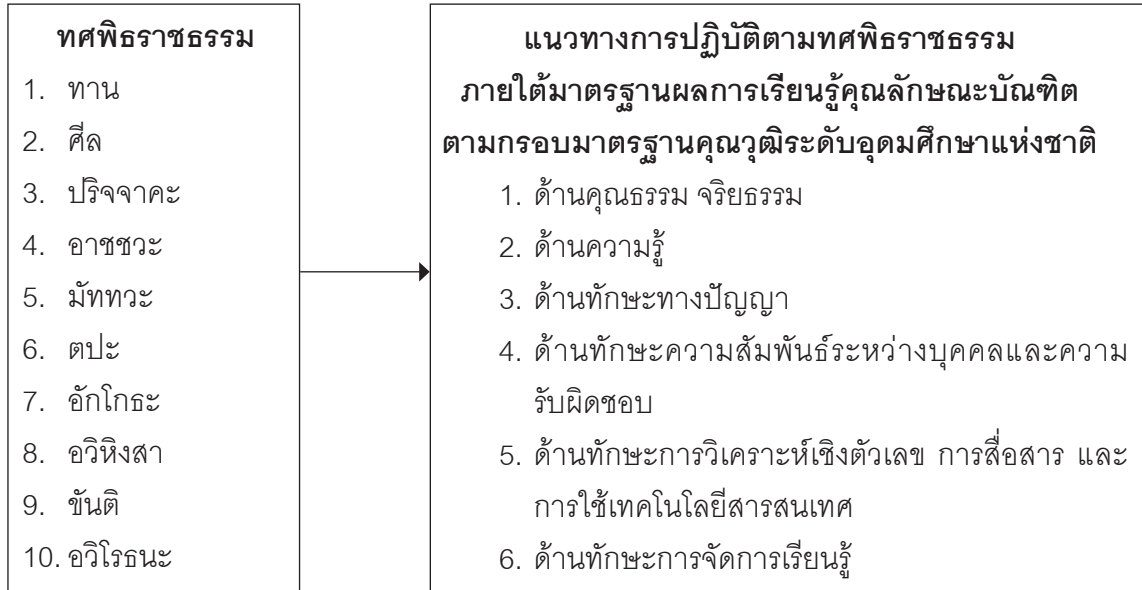 ทศพิธราชธรรม
1. ทาน
2. ศีล
3. ปริจจาคะ
4. อาชชวะ
5. มัททวะ
6. ตปะ
7. อักโกธะ
8. อวิหิงสา
9. ขันติ
10. อวิโรธนะ
แนวทางการปฏิบัติตามทศพิธราชธรรม
ภายใต้มาตรฐานผลการเรียนรู้คุณลักษณะบัณฑิต
ตามกรอบมาตรฐานคุณวุฒิระดับอุดมศึกษาแห่งชาติ
1. ด้านคุณธรรม จริยธรรม
2. ด้านความรู้
3. ด้านทักษะทางปัญญา
4. ด้านทักษะความสัมพันธ์ระหว่างบุคคลและความ
รับผิดชอบ
5. ด้านทักษะการวิเคราะห์เชิงตัวเลข การสื่อสาร และ
การใช้เทคโนโลยีสารสนเทศ
6. ด้านทักษะการจัดการเรียนรู้